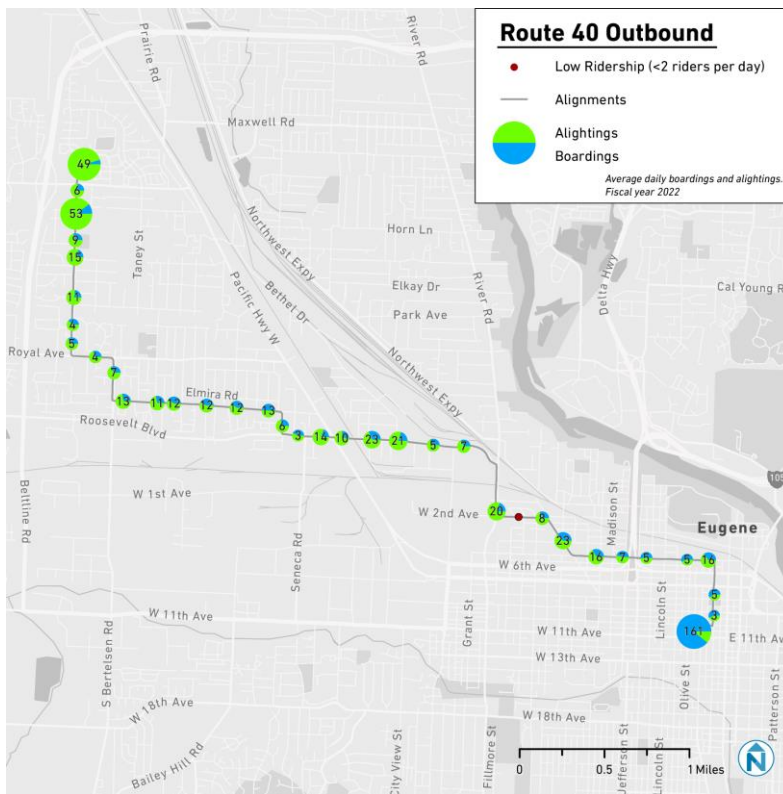 Route 40 Outbound
Low Ridership (<2 riders per day)
Alignments
Alightings
Boardings
Average daily boardings and alightings.
Fiscal year 2022
Prairie Rd
River Rd
Maxwell Rd
49
6
53
9
15
11
4
5
Taney St
Northwest Expy
Horn Ln
Delta Hwy
Cal Young R
Pacific Hwy W
Bethel Dr
Elkay Dr
River Rd
Park Ave
Royal Ave
4
7
Northwest Expy
Elmira Rd
13
11
12
12
12
13
Roosevelt Blvd
6
3
14
10
23
21
5
7
105
W 1st Ave
Beltline Rd
20
W 2nd Ave
8
Madison St
Eugene
23
16
7
5
5
16
Seneca Rd
W 6th Ave
5
3
161
W 11th Ave
Grant St
Lincoln St
W 11th Ave
E 11th Av
W 13th Ave
S Bertelsen Rd
Olive St
Patterson St
W 18th Ave
W 18th Ave
Bailey Hill Rd
City View St
Fillmore St
Jefferson St
Lincoln St
0
0.5
1 Miles
N